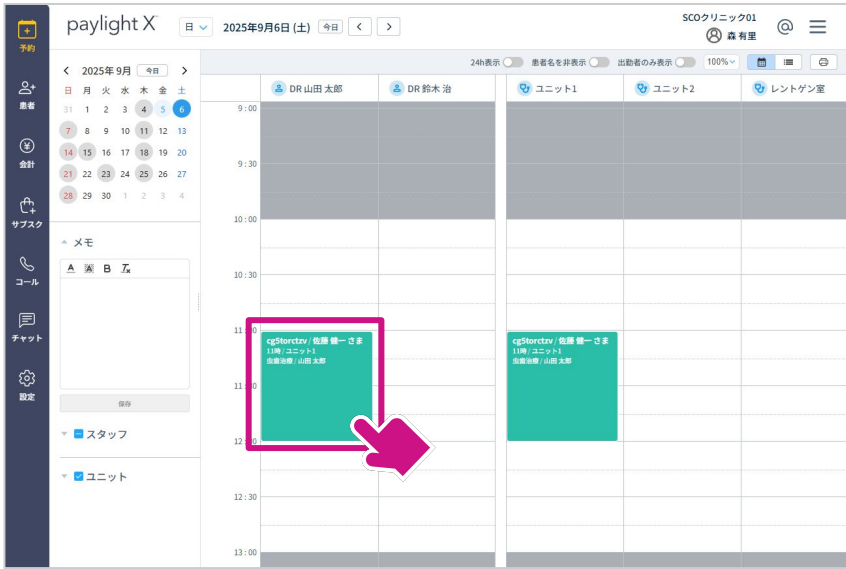 予約
患者
会計
サブスク
コール
チャット
設定
paylight X
日 2025年9月6日 (土) 今日
SCOクリニック01
森 有里
2025年 9月 今日
日 月 火 水 木 金 土
31 1 2 3 4 5 6
7 8 9 10 11 12 13
14 15 16 17 18 19 20
21 22 23 24 25 26 27
28 29 30 1 2 3 4
メモ
A A B Tx
保存
スタッフ
ユニット
24h表示 患者名を非表示 出勤者のみ表示 100%
DR 山田 太郎 DR 鈴木 治 ユニット1 ユニット2 レントゲン室
9:00
9:30
10:00
10:30
11:00
cg5torctzv / 佐藤 健一 さま
11時 / ユニット1
虫歯治療 / 山田 太郎
cg5torctzv / 佐藤 健一 さま
11時 / ユニット1
虫歯治療 / 山田 太郎
11:30
12:00
12:30
13:00